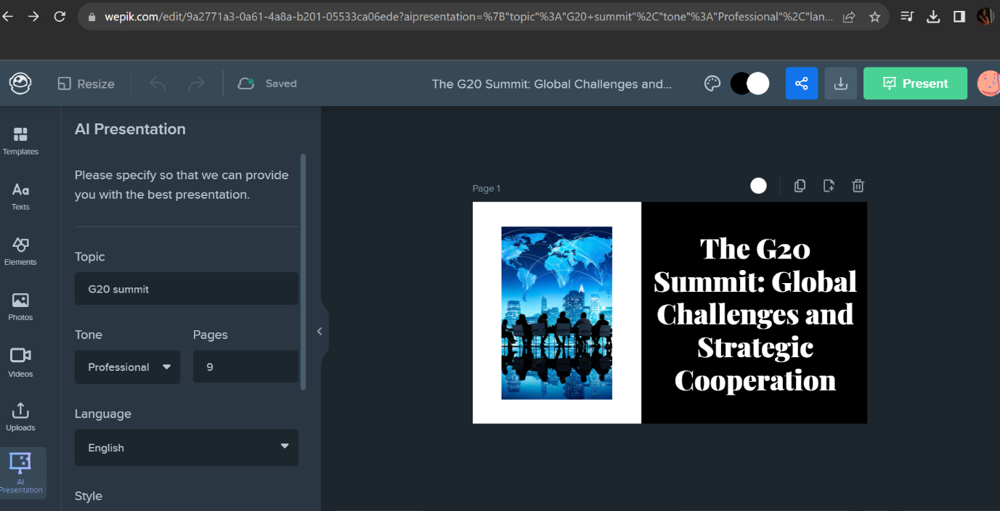 wepik.com/edit/9a2771a3-0a61-4a8a-b201-05533ca06ede?aipresentation=%7B"topic"%3A"G20+summit"%2C"tone"%3A"Professional"%2C"lan...
Resize
Saved
The G20 Summit: Global Challenges and...
Present
Templates
Aa
Texts
Elements
Photos
Videos
Uploads
AI
Presentation
AI Presentation
Please specify so that we can provide
you with the best presentation.
Topic
G20 summit
Tone
Pages
Professional
9
Language
English
Style
Page 1
The G20
Summit: Global
Challenges and
Strategic
Cooperation